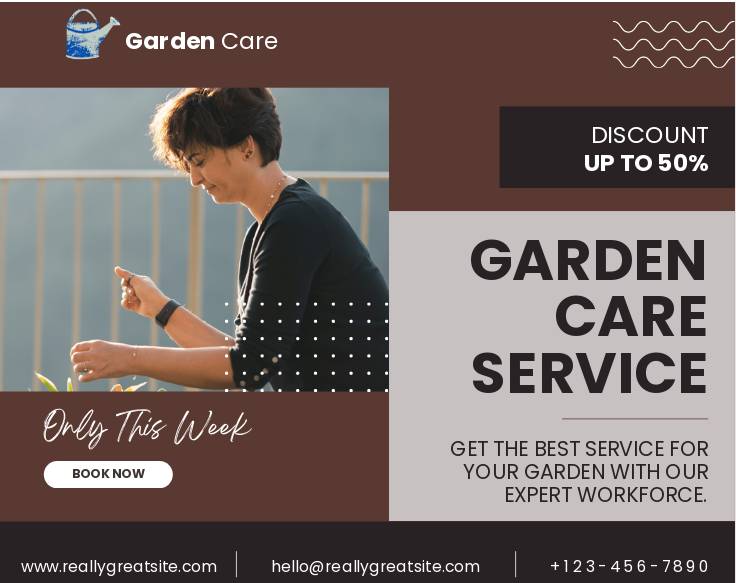 Garden Care
DISCOUNT
UP TO 50%
GARDEN
CARE
SERVICE
GET THE BEST SERVICE FOR
YOUR GARDEN WITH OUR
EXPERT WORKFORCE.
Only This Week
BOOK NOW
www.reallygreatsite.com
hello@reallygreatsite.com
+123-456-7890